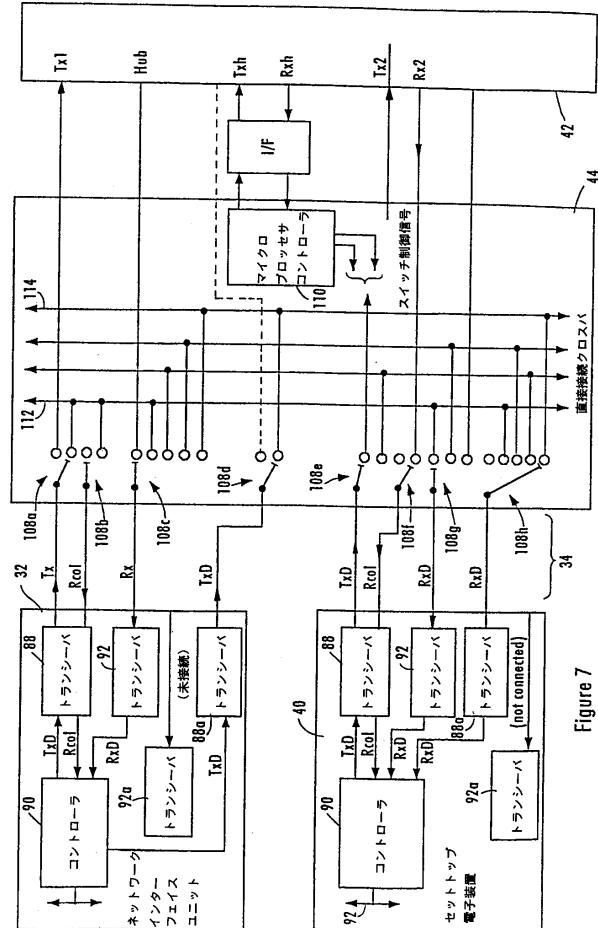 32
90
コントローラ
TxD
Rcol
RxD
88
トランシーバ
92
トランシーバ
92a
トランシーバ
(未接続)
88a
トランシーバ
TxD
ネットワーク
インター
フェイス
ユニット
Tx
Rcol
Rx
TxD
108a
108b
108c
108d
112
114
マイクロ
プロッセサ
コントローラ
110
I/F
Tx1
Hub
Txh
Rxh
Tx2
Rx2
42
44
スイッチ制御信号
直接接続クロスバ
40
90
コントローラ
92
TxD
Rcol
RxD
RxD
88
トランシーバ
92
トランシーバ
88a
トランシーバ
(not connected)
92a
トランシーバ
セットトップ
電子装置
TxD
Rcol
RxD
RxD
108e
108f
108g
108h
34
Figure 7